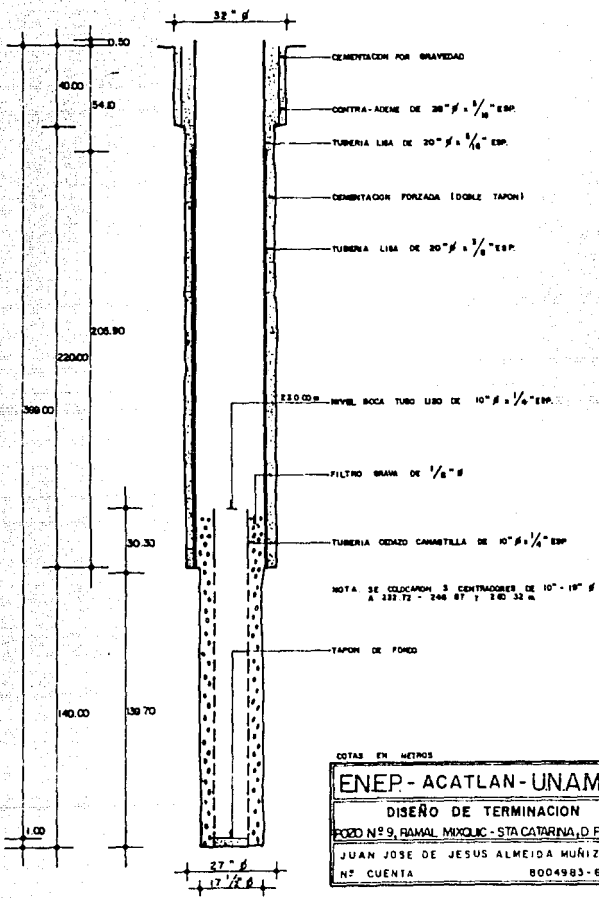 32" ø
0.50
CEMENTACION POR GRAVEDAD
40.00
54.10
CONTRA-ADEME DE 28" ø x 5/16" ESP.
TUBERIA LISA DE 20" ø x 5/16" ESP.
CEMENTACION FORZADA (DOBLE TAPON)
TUBERIA LISA DE 20" ø x 3/8" ESP.
205.90
220.00
399.00
230.00 m
NIVEL BOCA TUBO LISO DE 10" ø x 1/4" ESP.
FILTRO GRAVA DE 1/8" ø
30.30
TUBERIA CEDAZO CANASTILLA DE 10" ø x 1/4" ESP
NOTA SE COLOCARON 3 CENTRADORES DE 10" - 19" ø
A 232.72 - 246 87 Y 260 32 m
TAPON DE FONDO
140.00
139.70
1.00
27" ø
17 1/2 ø
COTAS EN METROS
ENEP.-ACATLAN-UNAM
DISEÑO DE TERMINACION
POZO Nº 9, RAMAL MIXQUIC - STA CATARINA, D F
JUAN JOSE DE JESUS ALMEIDA MUÑIZ
Nº CUENTA 8004983-6